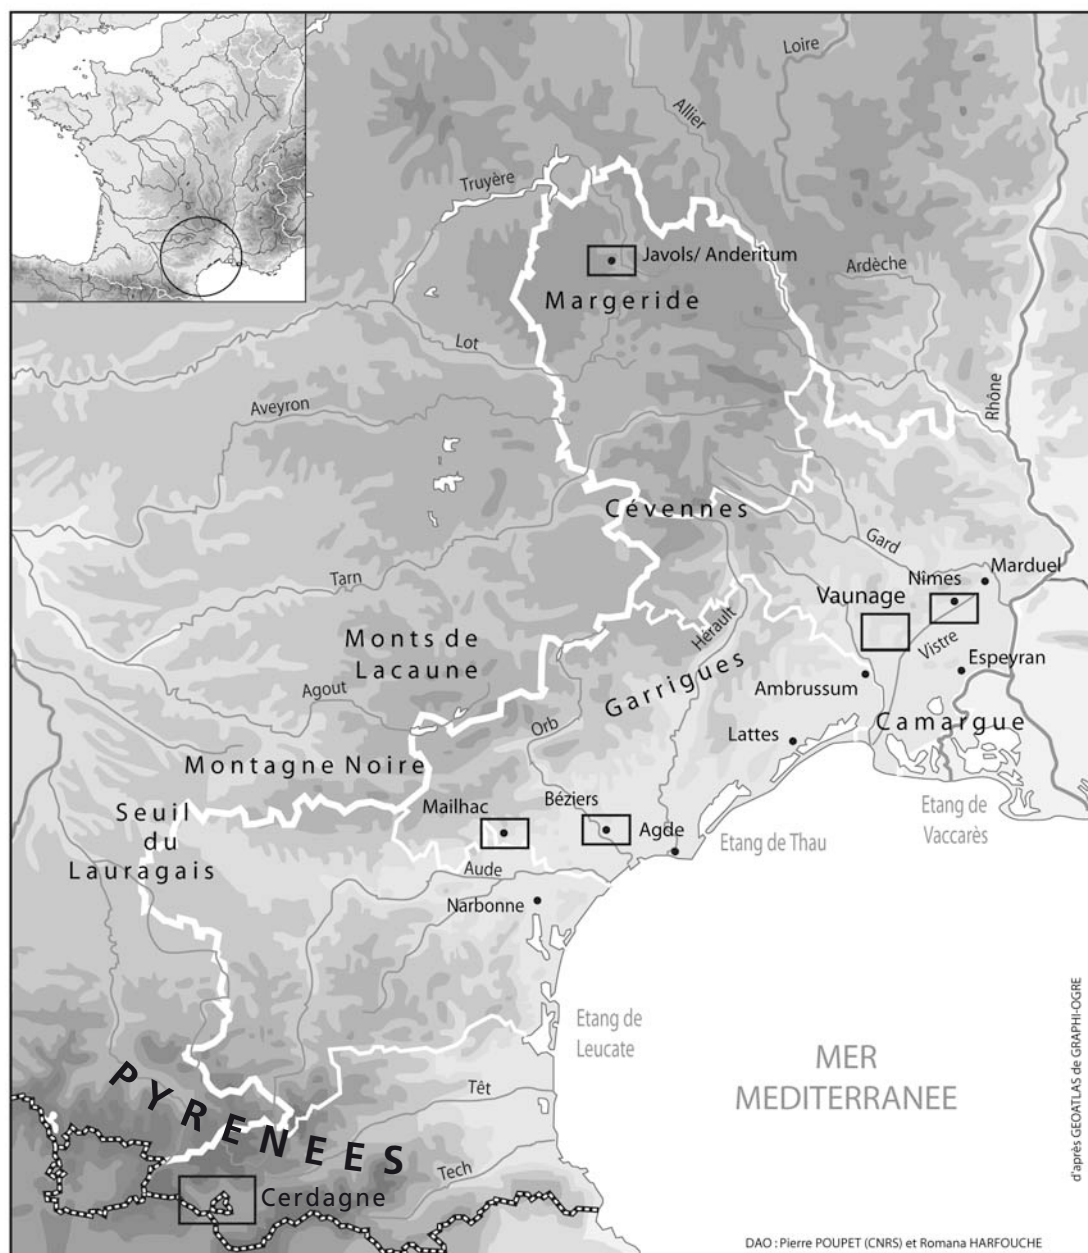 Loire
Allier
Truyère
Javols/ Anderitum
Ardèche
Margeride
Lot
Rhône
Aveyron
Cévennes
Gard
Marduel
Nîmes
Tarn
Vaunage
Hérault
Vistre
Monts de
Lacaune
Garrigues
Espeyran
Agout
Ambrussum
Orb
Lattes
Camargue
Montagne Noire
Mailhac
Béziers
Seuil
du
Lauragais
Agde
Etang de
Vaccarès
Etang de Thau
Aude
Narbonne
Etang de
Leucate
MER
MEDITERRANEE
PYRENEES
Têt
Tech
Cerdagne
d'après GEOATLAS de GRAPHI-OGRE
DAO : Pierre POUPET (CNRS) et Romana HARFOUCHE